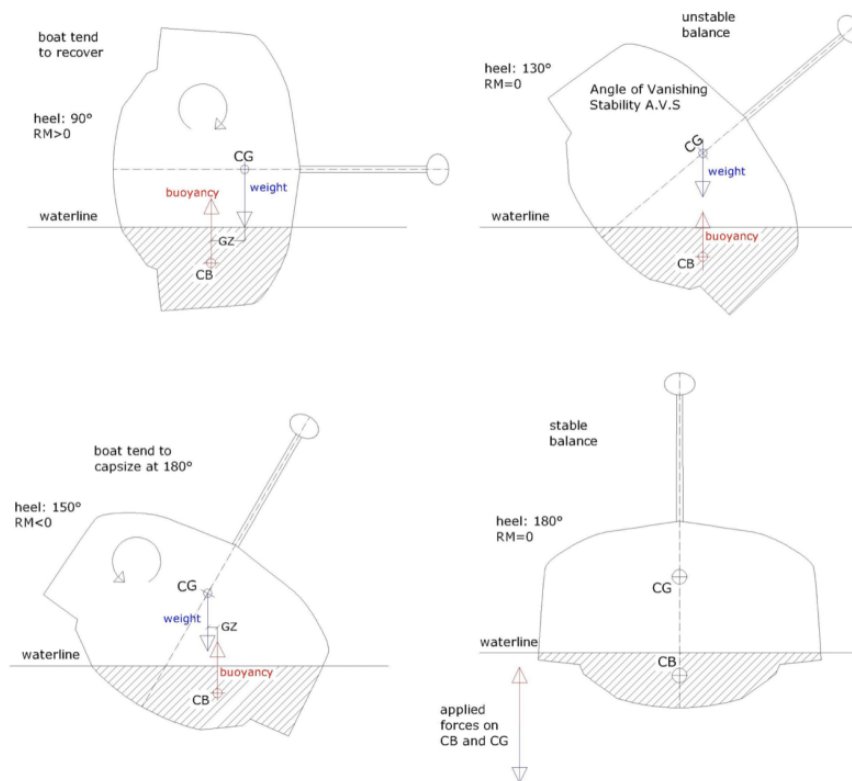 boat tend
to recover
heel: 90°
RM>0
CG
buoyancy
weight
waterline
GZ
CB
unstable
balance
heel: 130°
RM=0
Angle of Vanishing
Stability A.V.S
CG
weight
waterline
buoyancy
CB
boat tend to
capsize at 180°
heel: 150°
RM<0
CG
weight
GZ
waterline
buoyancy
CB
stable
balance
heel: 180°
RM=0
CG
waterline
CB
applied
forces on
CB and CG